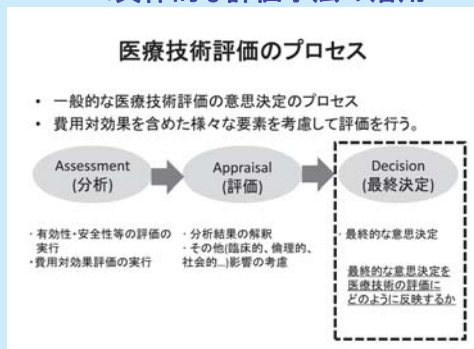 医療技術評価のプロセス
• 一般的な医療技術評価の意思決定のプロセス
• 費用対効果を含めた様々な要素を考慮して評価を行う。
Assessment
(分析)
Appraisal
(評価)
Decision
(最終決定)
・有効性・安全性等の評価の
実行
・費用対効果評価の実行
・分析結果の解釈
・その他(臨床的、倫理的、
社会的...)影響の考慮
・最終的な意思決定
最終的な意思決定を
医療技術の評価に
どのように反映するか